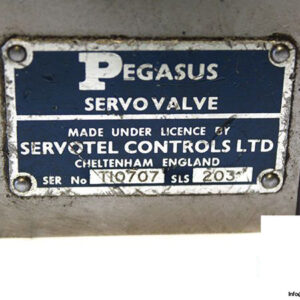 PEGASUS
SERVOVALVE
MADE UNDER LICENCE BY
SERVOTEL CONTROLS LTD
CHELTENHAM ENGLAND
SER No T10707 SLS 203